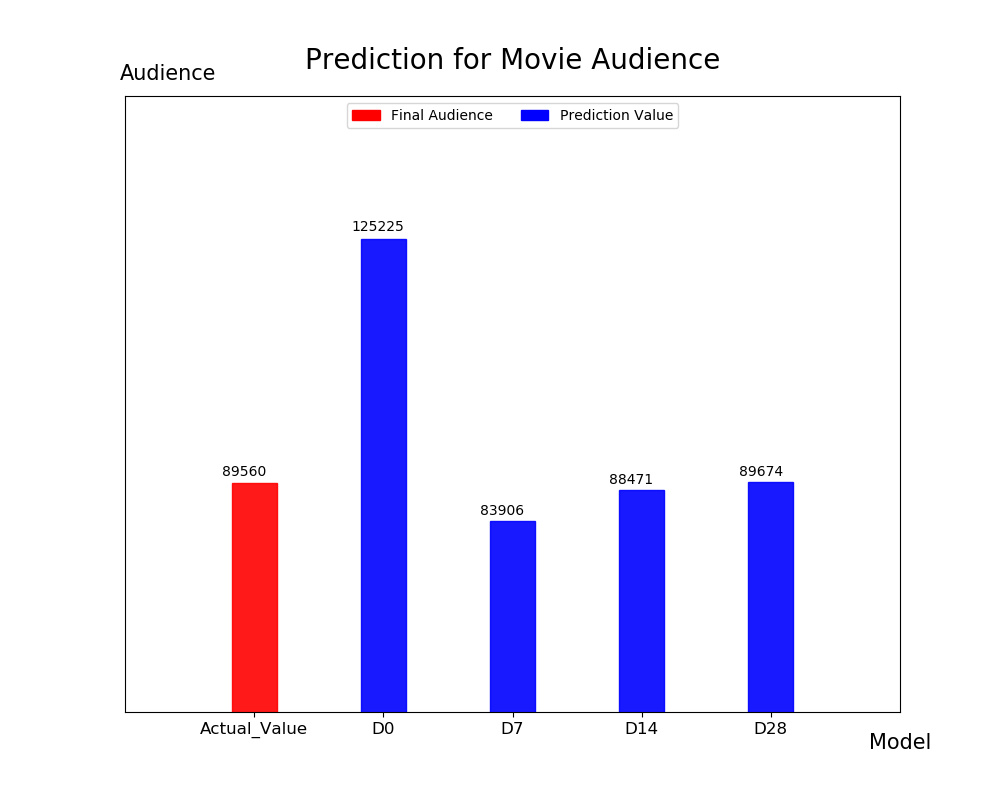 Prediction for Movie Audience
Audience
Final Audience
Prediction Value
125225
89560
83906
88471
89674
Actual_Value
D0
D7
D14
D28
Model